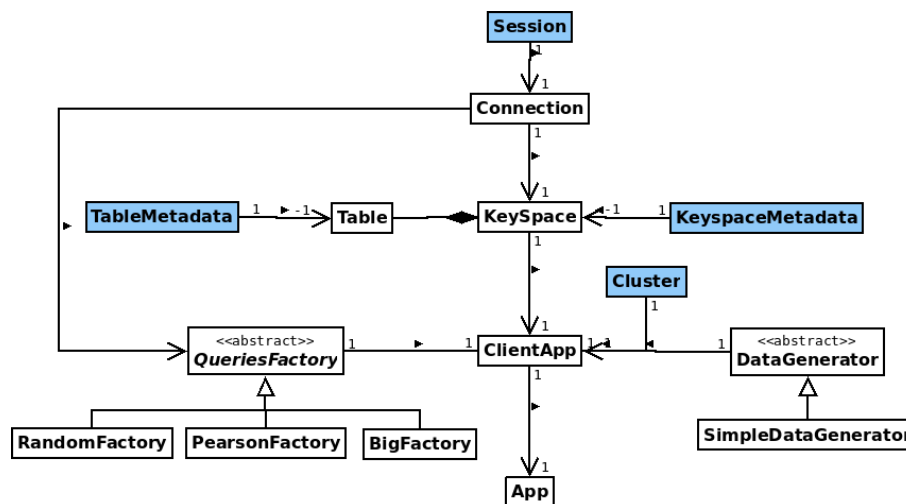 Session
1
1
Connection
1
1
TableMetadata
1
-1
Table
KeySpace
-1
1
KeyspaceMetadata
1
Cluster
1
1
<<abstract>>
QueriesFactory
1
1
ClientApp
1
-1
1
<<abstract>>
DataGenerator
1
RandomFactory
PearsonFactory
BigFactory
SimpleDataGenerator
1
App